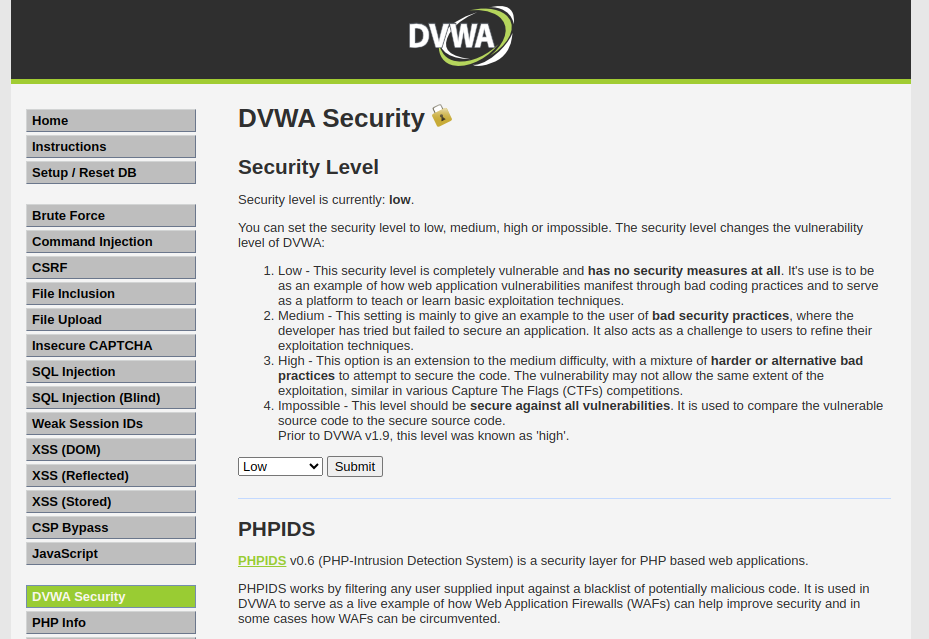 DVWA
Home
Instructions
Setup / Reset DB
Brute Force
Command Injection
CSRF
File Inclusion
File Upload
Insecure CAPTCHA
SQL Injection
SQL Injection (Blind)
Weak Session IDs
XSS (DOM)
XSS (Reflected)
XSS (Stored)
CSP Bypass
JavaScript
DVWA Security
PHP Info
DVWA Security
Security Level
Security level is currently: low.
You can set the security level to low, medium, high or impossible. The security level changes the vulnerability
level of DVWA:
1. Low - This security level is completely vulnerable and has no security measures at all. It's use is to be
as an example of how web application vulnerabilities manifest through bad coding practices and to serve
as a platform to teach or learn basic exploitation techniques.
2. Medium - This setting is mainly to give an example to the user of bad security practices, where the
developer has tried but failed to secure an application. It also acts as a challenge to users to refine their
exploitation techniques.
3. High - This option is an extension to the medium difficulty, with a mixture of harder or alternative bad
practices to attempt to secure the code. The vulnerability may not allow the same extent of the
exploitation, similar in various Capture The Flags (CTFs) competitions.
4. Impossible - This level should be secure against all vulnerabilities. It is used to compare the vulnerable
source code to the secure source code.
Prior to DVWA v1.9, this level was known as 'high'.
Low Submit
PHPIDS
PHPIDS v0.6 (PHP-Intrusion Detection System) is a security layer for PHP based web applications.
PHPIDS works by filtering any user supplied input against a blacklist of potentially malicious code. It is used in
DVWA to serve as a live example of how Web Application Firewalls (WAFs) can help improve security and in
some cases how WAFs can be circumvented.